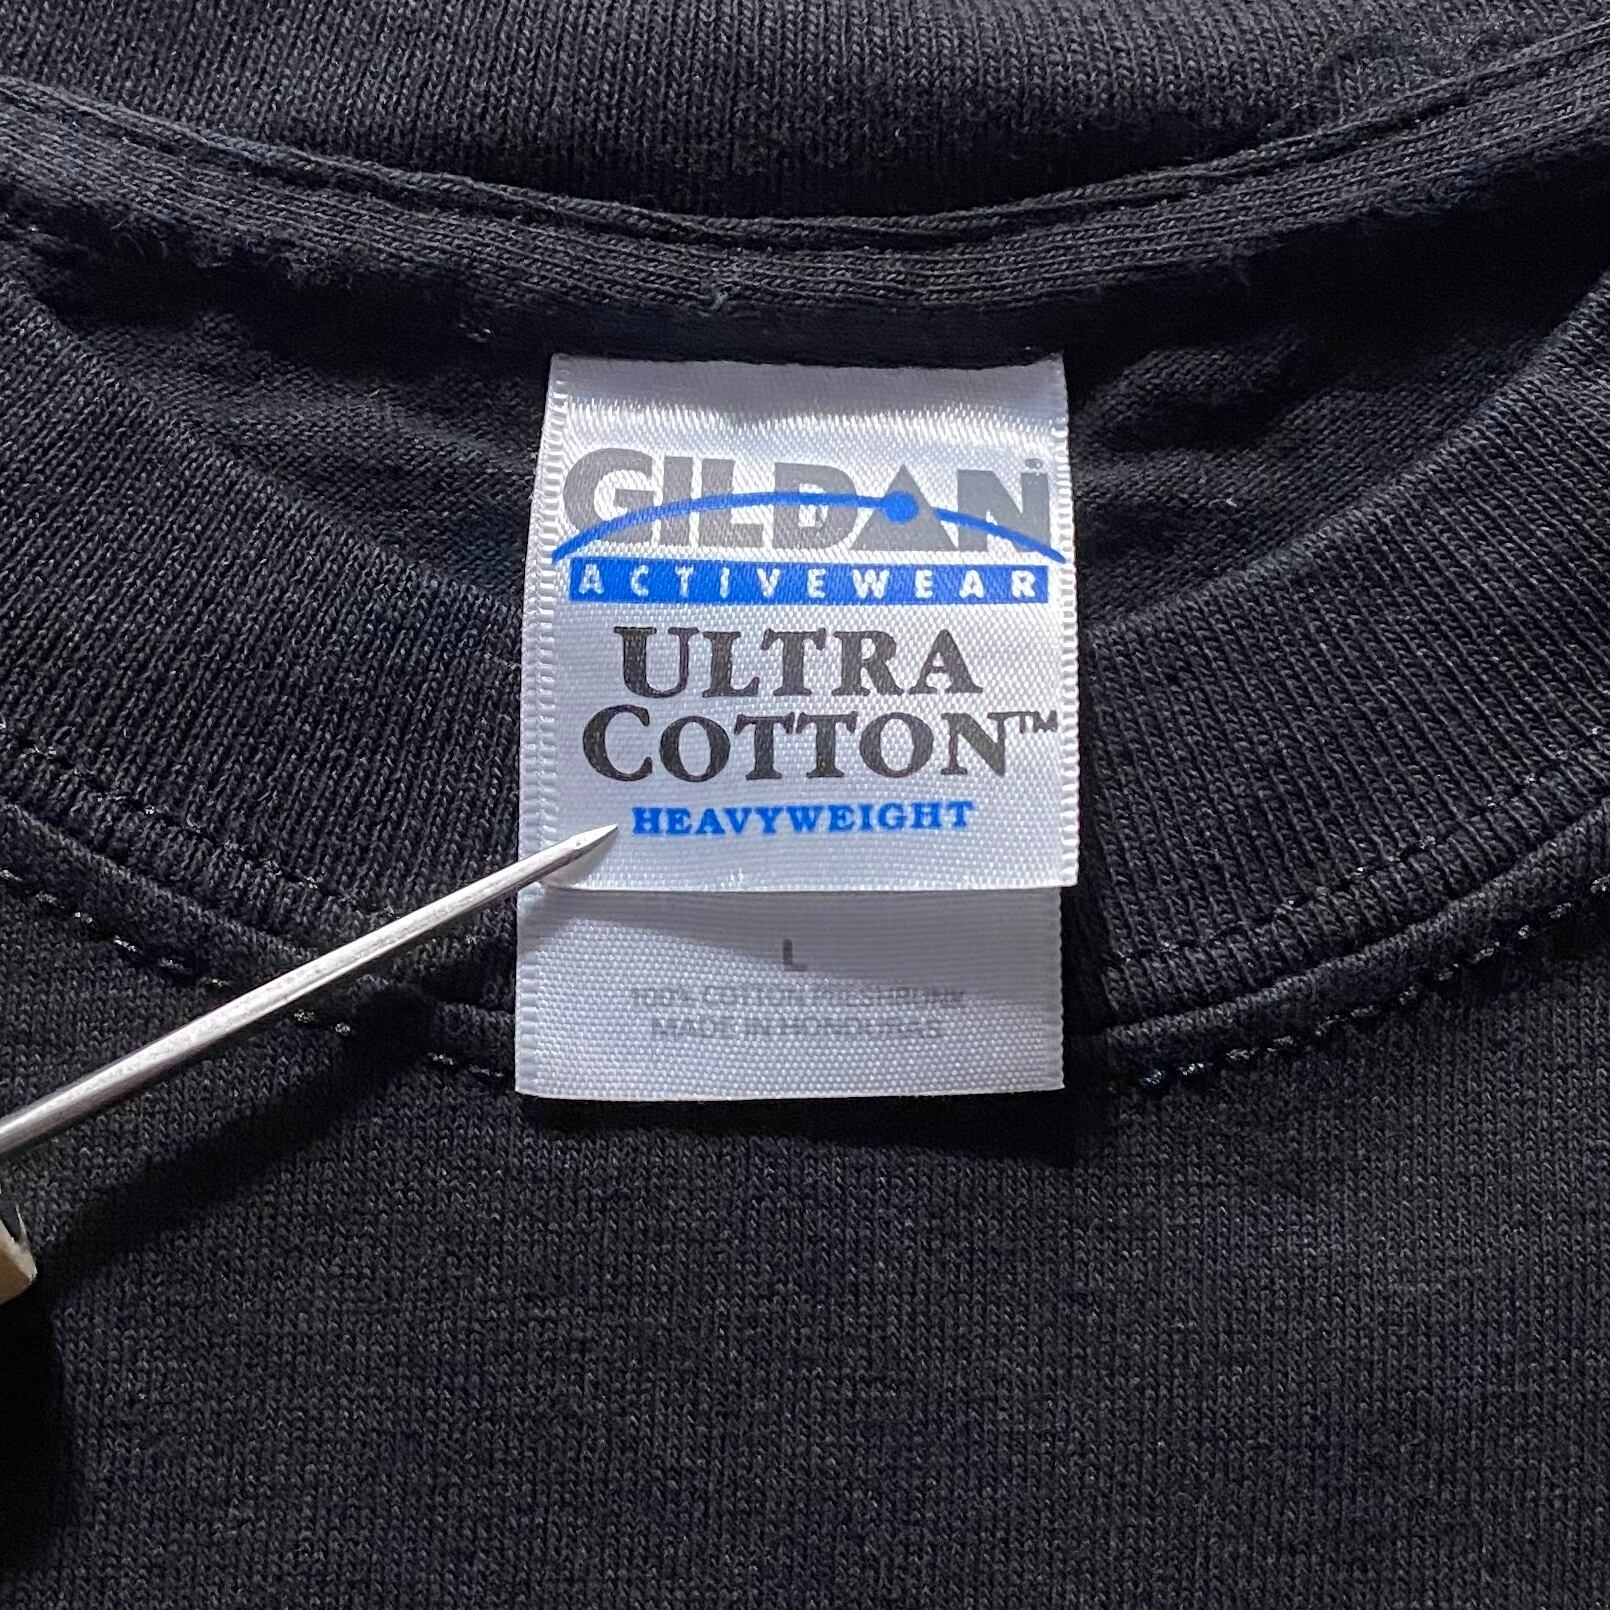 GILDAN®
ACTIVEWEAR
ULTRA
COTTON™
HEAVYWEIGHT
L
100% COTTON PRESHRUNK
MADE IN HONDURAS